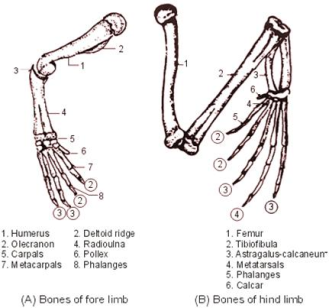 A
B
2
1
3
4
5
6
7
2
8
2
3
3
2
1
3
6
4
5
2
2
3
3
4
1. Humerus 2. Deltoid ridge
2. Olecranon 4. Radioulna
5. Carpals 6. Pollex
7. Metacarpals 8. Phalanges
1. Femur
2. Tibiofibula
3. Astragalus-calcaneum
4. Metatarsals
5. Phalanges
6. Calcar
(A) Bones of fore limb
(B) Bones of hind limb